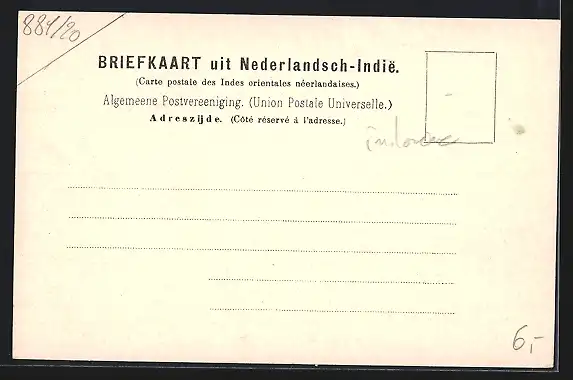 884/20
BRIEFKAART uit Nederlandsch-Indië.
(Carte postale des Indes orientales néerlandaises.)
Algemeene Postvereeniging. (Union Postale Universelle.)
Adreszijde. (Côté réservé à l'adresse.)
6,-